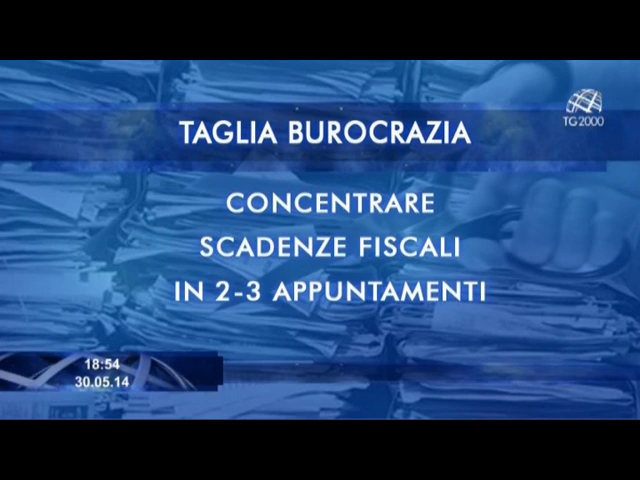 TG2000
TAGLIA BUROCRAZIA
CONCENTRARE
SCADENZE FISCALI
IN 2-3 APPUNTAMENTI
18:54
30.05.14